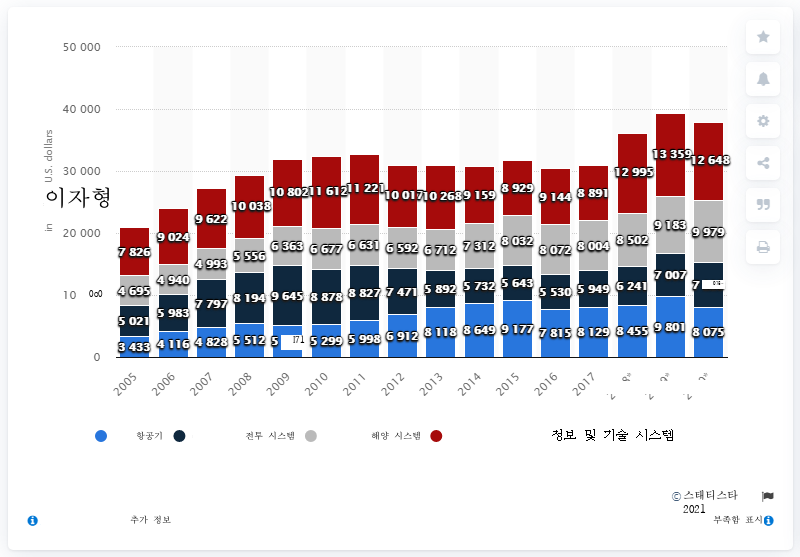 50 000
40 000
30 000
20 000
10
000
0
in
U.S. dollars
이자형
7 826 9 024 9 622 10 038 10 802 11 612 11 221 10 017 10 268 9 159 8 929 9 144 8 891 12 995 13 359 12 648
4 695 4 940 4 993 5 556 6 363 6 677 6 631 6 592 6 712 7 312 8 032 8 072 8 004 8 502 9 183 9 979
5 021 5 983 7 797 8 194 9 645 8 878 8 827 7 471 5 892 5 732 5 643 5 530 5 949 6 241 7 007 7
3 433 4 116 4 828 5 512 5 171 5 299 5 998 6 912 8 118 8 649 9 177 7 815 8 129 8 455 9 801 8 075
2005 2006 2007 2008 2009 2010 2011 2012 2013 2014 2015 2016 2017
항공기 전투 시스템 해양 시스템 정보 및 기술 시스템
© 스태티스타
2021
추가 정보 부족함 표시